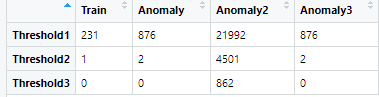 Train Anomaly Anomaly2 Anomaly3
Threshold1 231 876 21992 876
Threshold2 1 2 4501 2
Threshold3 0 0 862 0